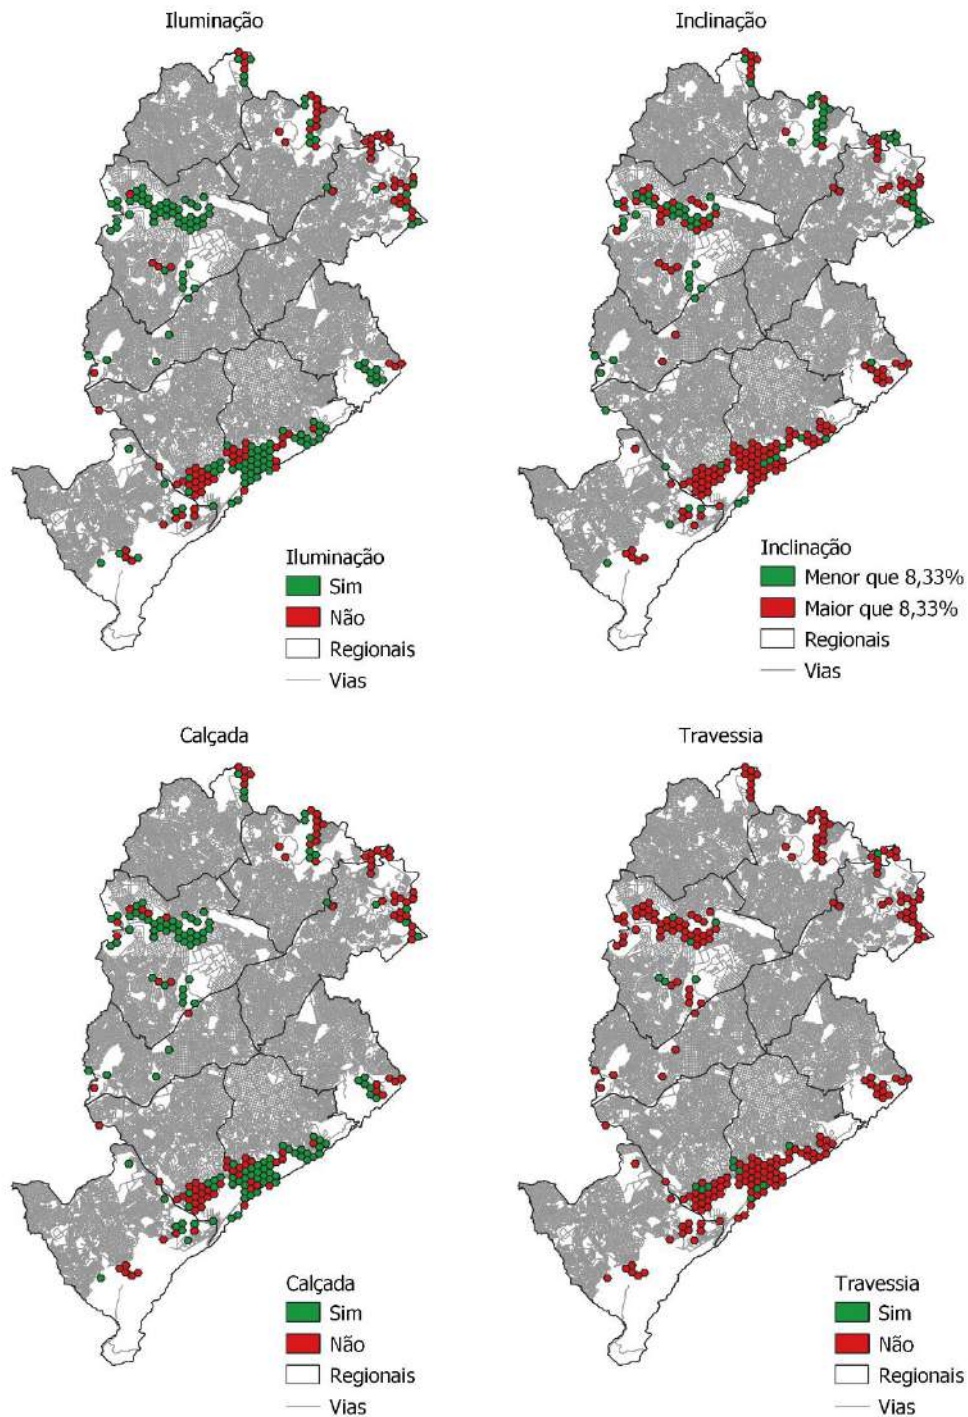 Iluminação
Iluminação
Sim
Não
Regionais
Vias
Inclinação
Inclinação
Menor que 8,33%
Maior que 8,33%
Regionais
Vias
Calçada
Calçada
Sim
Não
Regionais
Vias
Travessia
Travessia
Sim
Não
Regionais
Vias